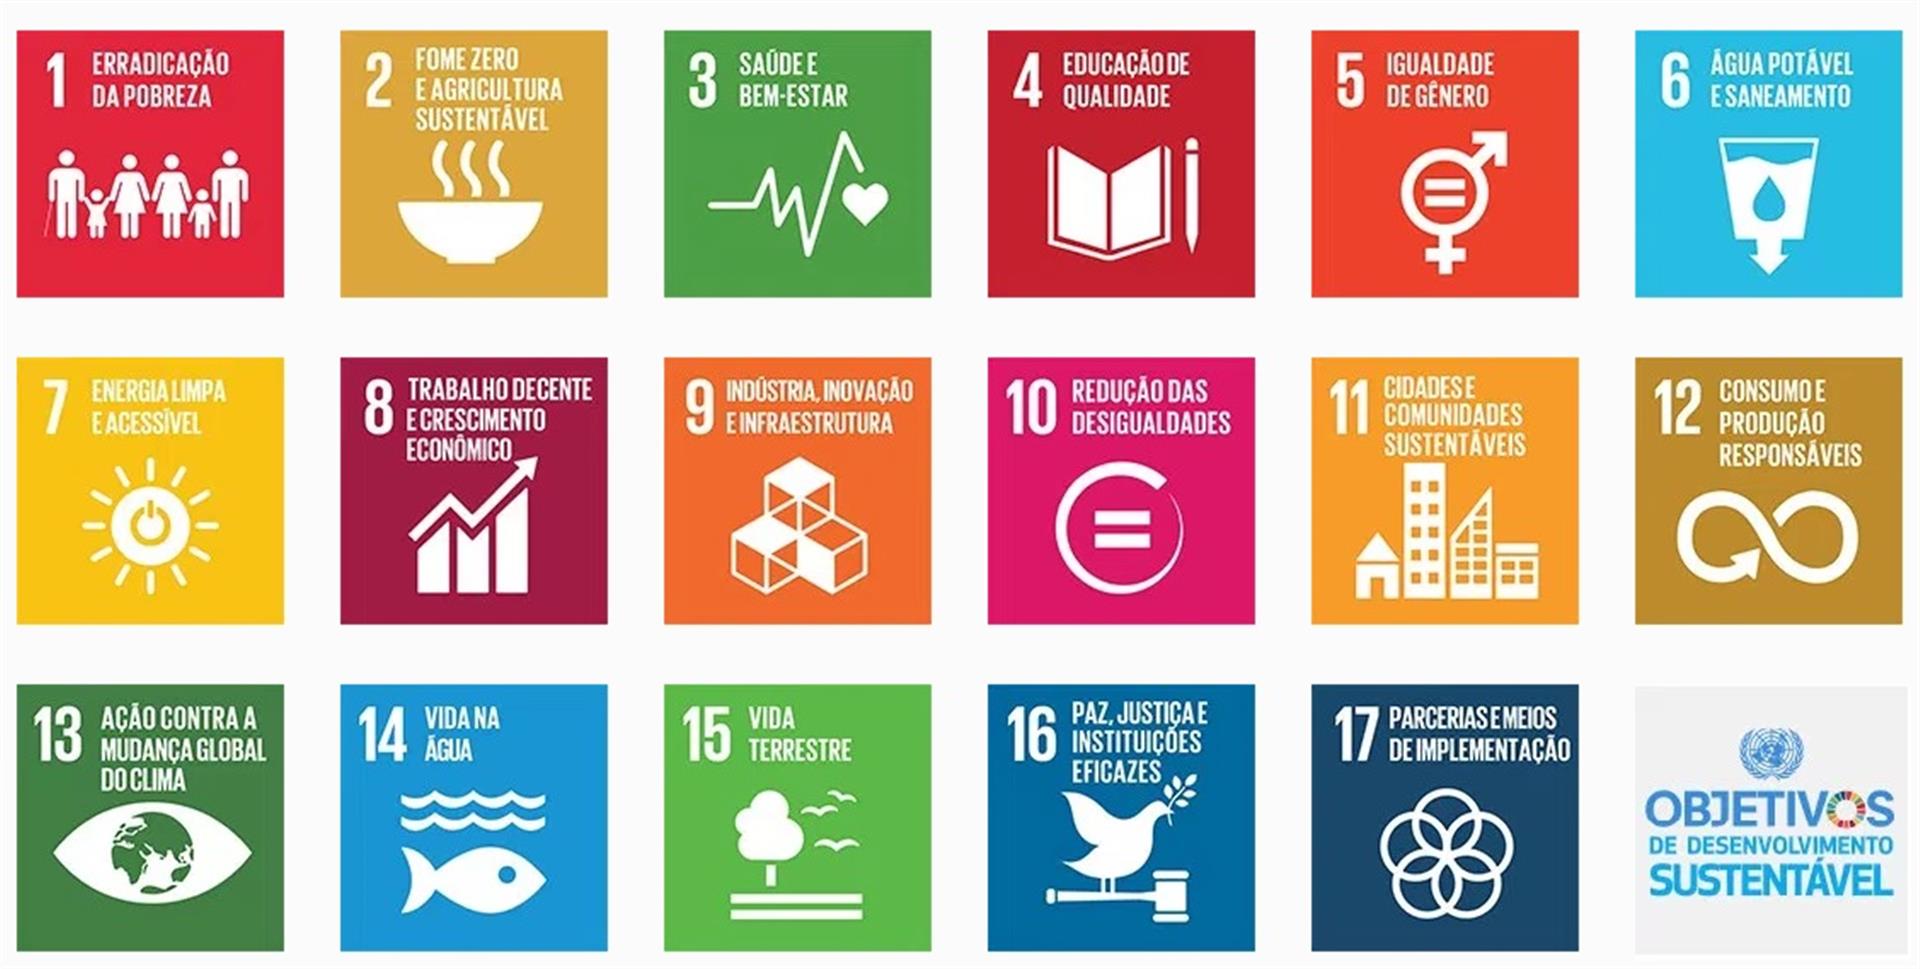 1 ERRADICAÇÃO
DA POBREZA
2 FOME ZERO
E AGRICULTURA
SUSTENTÁVEL
3 SAÚDE E
BEM-ESTAR
4 EDUCAÇÃO DE
QUALIDADE
5 IGUALDADE
DE GÊNERO
6 ÁGUA POTÁVEL
E SANEAMENTO
7 ENERGIA LIMPA
E ACESSÍVEL
8 TRABALHO DECENTE
E CRESCIMENTO
ECONÔMICO
9 INDÚSTRIA, INOVAÇÃO
E INFRAESTRUTURA
10 REDUÇÃO DAS
DESIGUALDADES
11 CIDADES E
COMUNIDADES
SUSTENTÁVEIS
12 CONSUMO E
PRODUÇÃO
RESPONSÁVEIS
13 AÇÃO CONTRA A
MUDANÇA GLOBAL
DO CLIMA
14 VIDA NA
ÁGUA
15 VIDA
TERRESTRE
16 PAZ, JUSTIÇA E
INSTITUIÇÕES
EFICAZES
17 PARCERIAS E MEIOS
DE IMPLEMENTAÇÃO
OBJETIVOS
DE DESENVOLVIMENTO
SUSTENTÁVEL